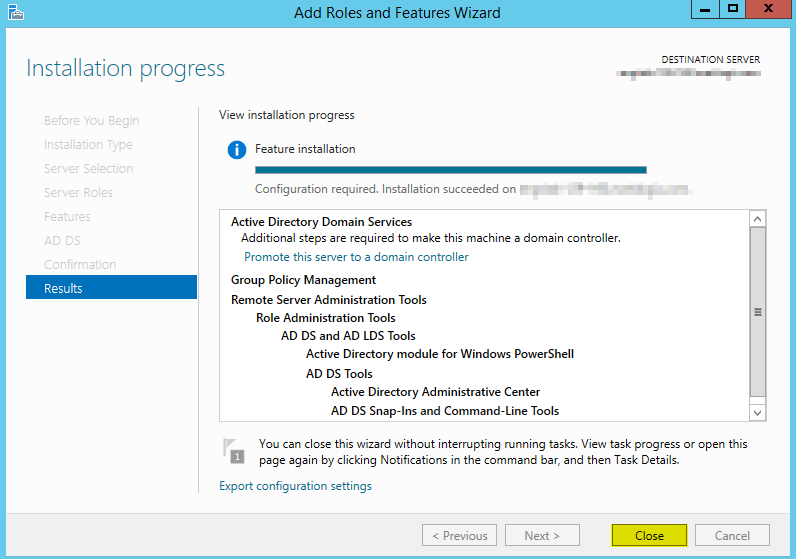 Add Roles and Features Wizard
Installation progress
DESTINATION SERVER
Before You Begin
Installation Type
Server Selection
Server Roles
Features
AD DS
Confirmation
Results
View installation progress
Feature installation
Configuration required. Installation succeeded on
Active Directory Domain Services
Additional steps are required to make this machine a domain controller.
Promote this server to a domain controller
Group Policy Management
Remote Server Administration Tools
Role Administration Tools
AD DS and AD LDS Tools
Active Directory module for Windows PowerShell
AD DS Tools
Active Directory Administrative Center
AD DS Snap-Ins and Command-Line Tools
1
You can close this wizard without interrupting running tasks. View task progress or open this
page again by clicking Notifications in the command bar, and then Task Details.
Export configuration settings
< Previous
Next >
Close
Cancel